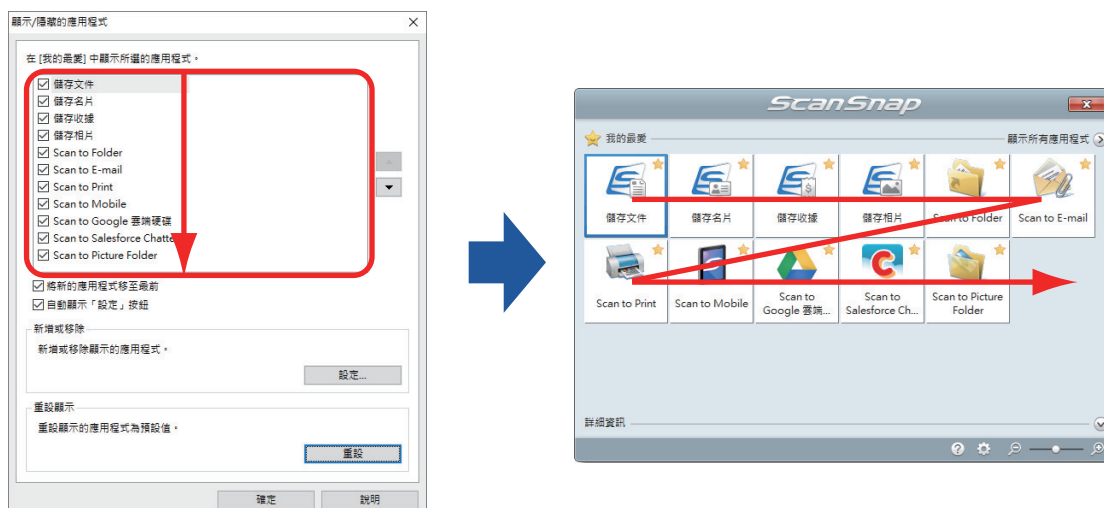 顯示/隱藏的應用程式
在 [我的最愛] 中顯示所選的應用程式。
儲存文件
儲存名片
儲存收據
儲存相片
Scan to Folder
Scan to E-mail
Scan to Print
Scan to Mobile
Scan to Google 雲端硬碟
Scan to Salesforce Chatte
Scan to Picture Folder
將新的應用程式移至最前
自動顯示「設定」按鈕
新增或移除
新增或移除顯示的應用程式。
設定...
重設顯示
重設顯示的應用程式為預設值。
重設
確定
說明
ScanSnap
我的最愛
顯示所有應用程式
儲存文件
儲存名片
儲存收據
儲存相片
Scan to Folder
Scan to E-mail
Scan to Print
Scan to Mobile
Scan to
Google 雲端...
Scan to
Salesforce Ch...
Scan to Picture
Folder
詳細資訊